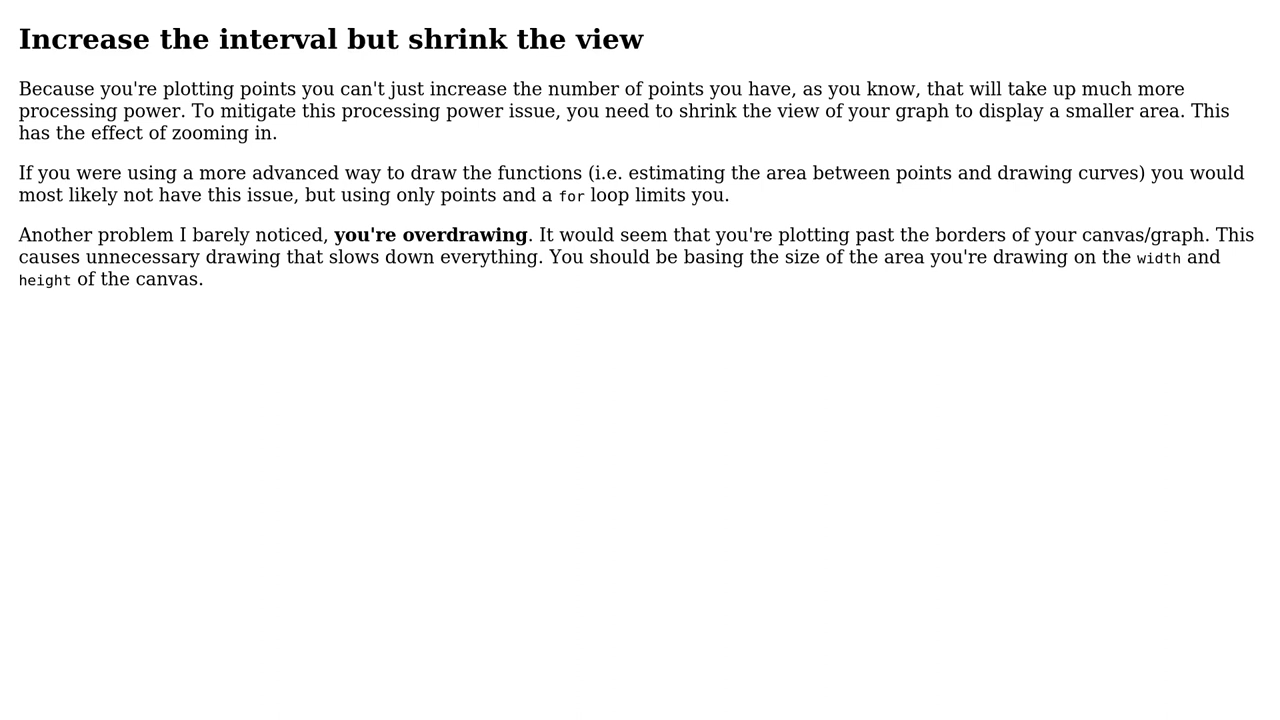 Increase the interval but shrink the view
Because you're plotting points you can't just increase the number of points you have, as you know, that will take up much more
processing power. To mitigate this processing power issue, you need to shrink the view of your graph to display a smaller area. This
has the effect of zooming in.
If you were using a more advanced way to draw the functions (i.e. estimating the area between points and drawing curves) you would
most likely not have this issue, but using only points and a for loop limits you.
Another problem I barely noticed, you're overdrawing. It would seem that you're plotting past the borders of your canvas/graph. This
causes unnecessary drawing that slows down everything. You should be basing the size of the area you're drawing on the width and
height of the canvas.